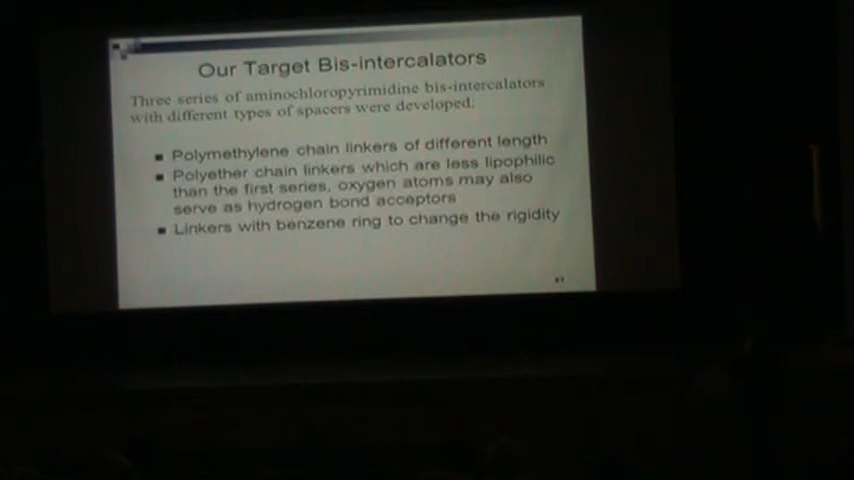 Our Target Bis-intercalators
Three series of aminochloropyrimidine bis-intercalators
with different types of spacers were developed:
■ Polymethylene chain linkers of different length
■ Polyether chain linkers which are less lipophilic
than the first series, oxygen atoms may also
serve as hydrogen bond acceptors
■ Linkers with benzene ring to change the rigidity